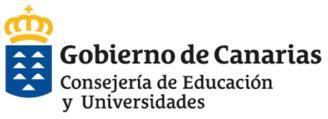 Gobierno de Canarias
Consejería de Educación
y Universidades